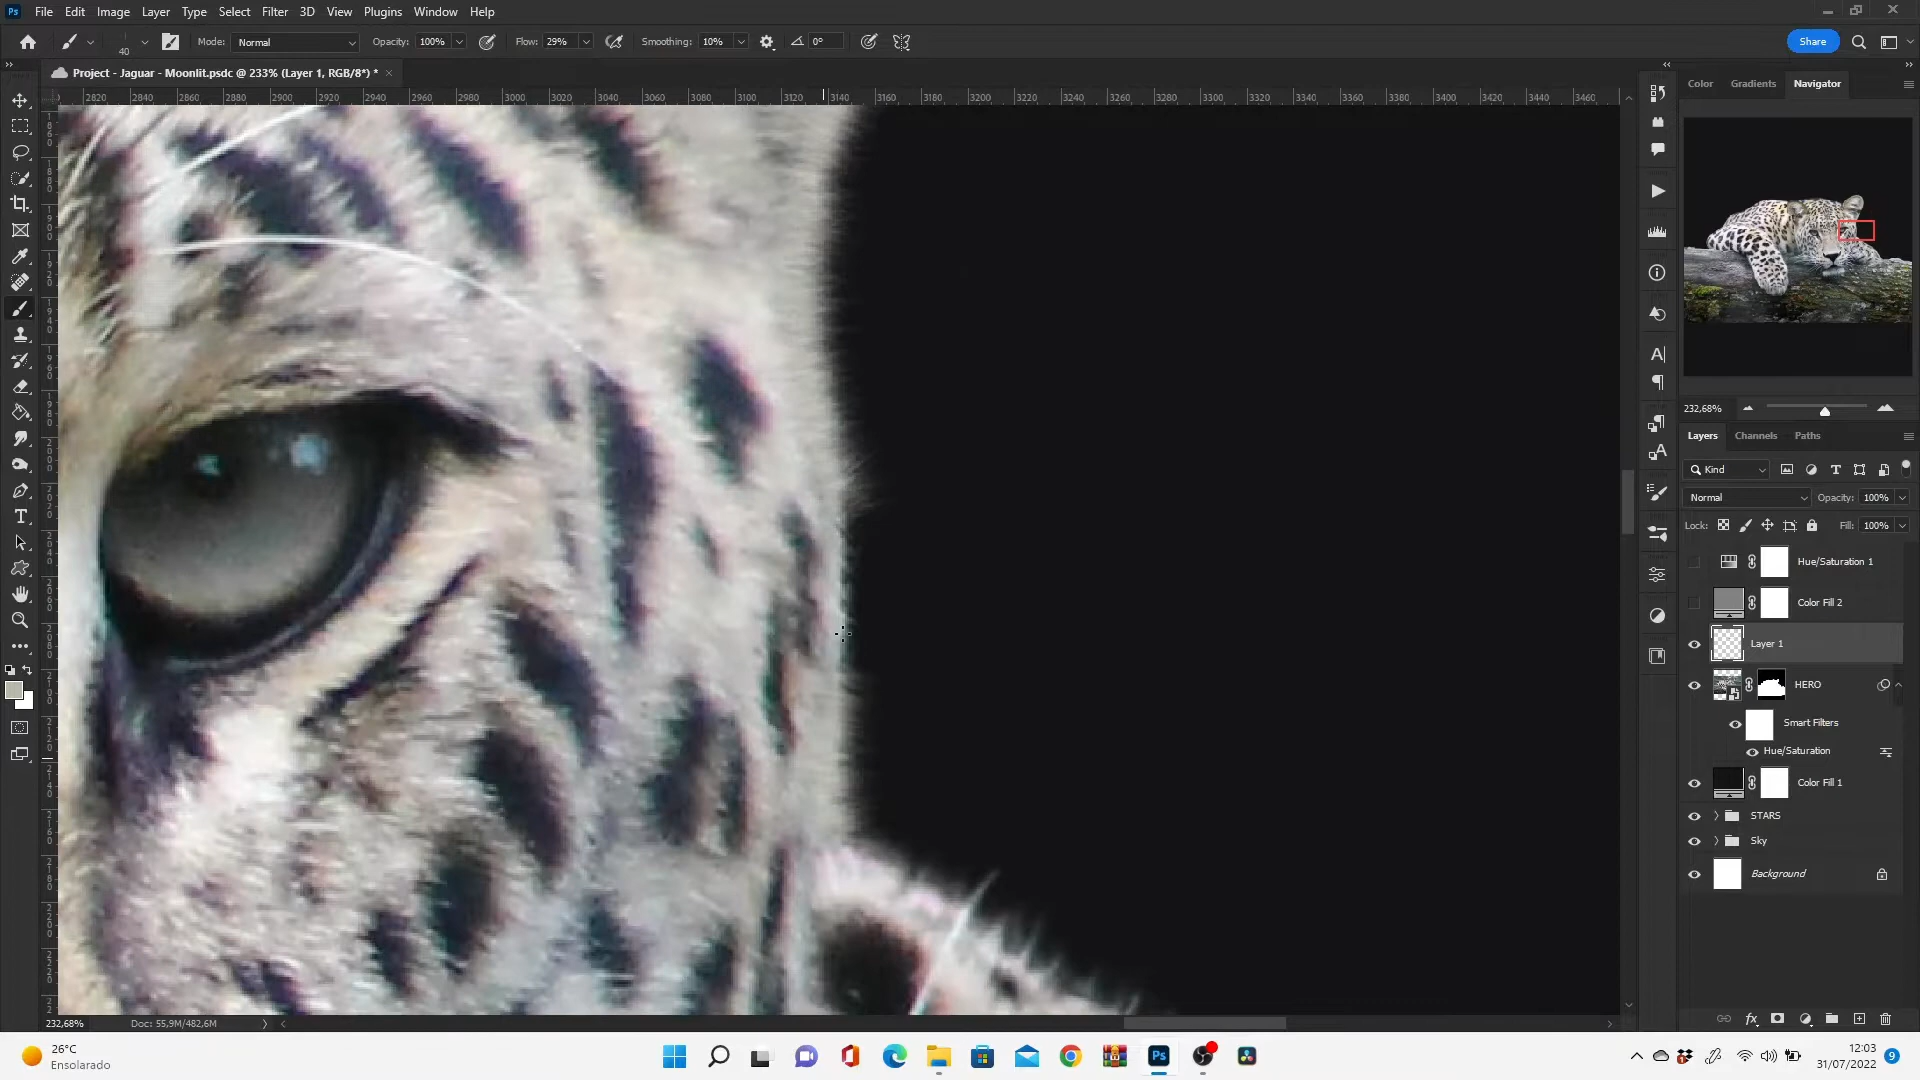 Ps File Edit Image Layer Type Select Filter 3D View Plugins Window Help
40 Mode: Normal Opacity: 100% Flow: 29% Smoothing: 10% 0° Share
Project - Jaguar - Moonlit.psdc @ 233% (Layer 1, RGB/8*) *
2820 2840 2860 2880 2900 2920 2940 2960 2980 3000 3020 3040 3060 3080 3100 3120 3140 3160 3180 3200 3220 3240 3260 3280 3300 3320 3340 3360 3380 3400 3420 3440 3460
Color Gradients Navigator
232,68%
Layers Channels Paths
Kind
Normal Opacity: 100%
Lock: Fill: 100%
Hue/Saturation 1
Color Fill 2
Layer 1
HERO
Smart Filters
Hue/Saturation
Color Fill 1
STARS
Sky
Background
232,68% Doc: 55,9M/482,6M
26°C
Ensolarado
Ps
12:03
31/07/2022
9